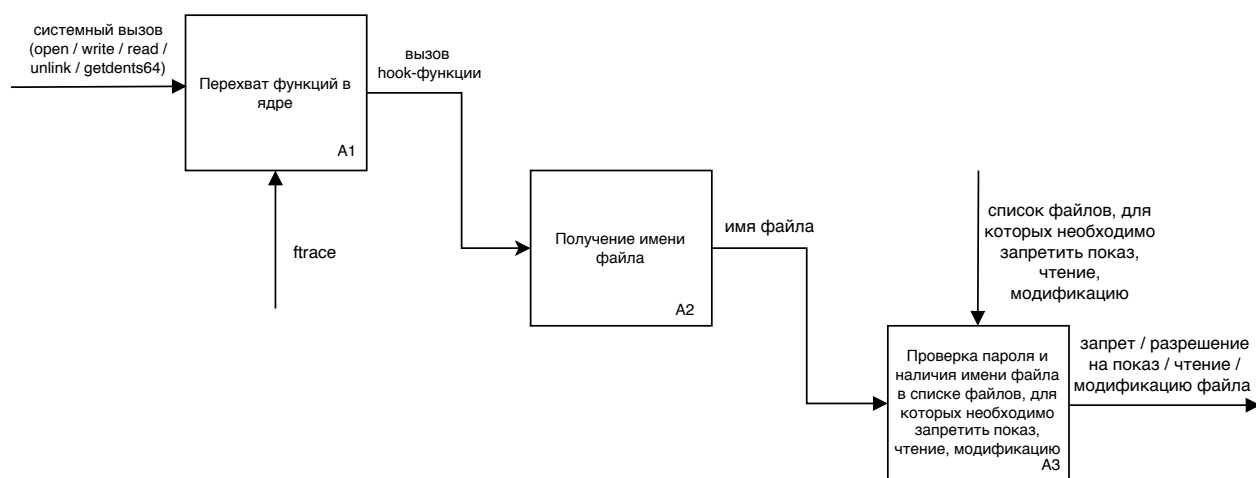 системный вызов
(open / write / read /
unlink / getdents64)
Перехват функций в
ядре
A1
вызов
hook-функции
ftrace
Получение имени
файла
A2
имя файла
список файлов, для
которых необходимо
запретить показ,
чтение,
модификацию
Проверка пароля и
наличия имени файла
в списке файлов, для
которых необходимо
запретить показ,
чтение, модификацию
A3
запрет / разрешение
на показ / чтение /
модификацию файла